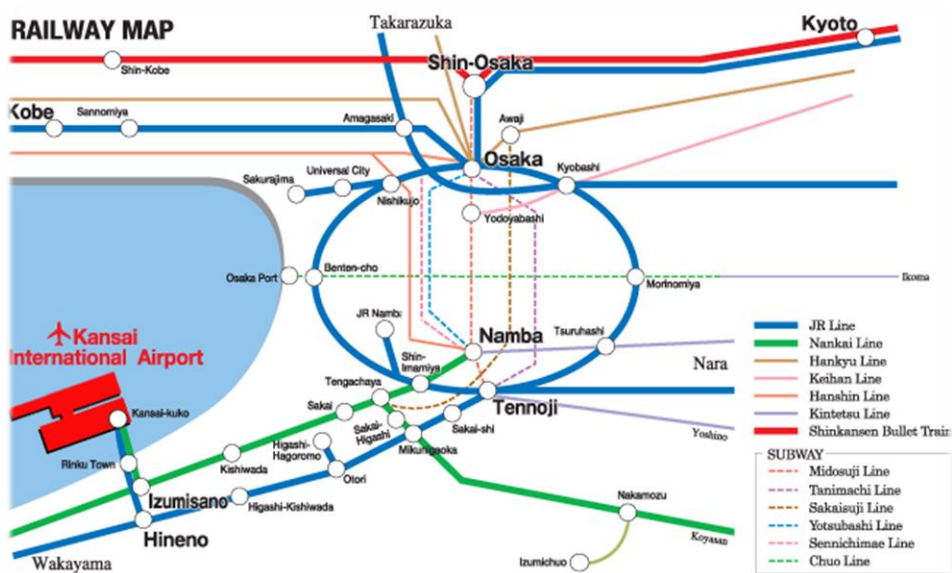 RAILWAY MAP
Takarazuka
Kyoto
Shin-Kobe
Shin-Osaka
Kobe
Sannomiya
Amagasaki
Awaji
Osaka
Kyobashi
Sakurajima
Universal City
Nishikujo
Yodoyabashi
Osaka Port
Benten-cho
Morinomiya
Ikoma
Kansai
International Airport
JR Namba
Namba
Tsuruhashi
Nara
Shin-
Imamiya
Tengachaya
Tennoji
Kansai-kuko
Sakai
Sakai-
Higashi
Sakai-shi
Yoshino
Higashi-
Hagoromo
Mikunigaoka
Rinku Town
Kishiwada
Otori
Izumisano
Higashi-Kishiwada
Nakamozu
Hineno
Koyasan
Wakayama
Izumichuo
JR Line
Nankai Line
Hankyu Line
Keihan Line
Hanshin Line
Kintetsu Line
Shinkansen Bullet Train
SUBWAY
Midosuji Line
Tanimachi Line
Sakaisuji Line
Yotsubashi Line
Sennichimae Line
Chuo Line